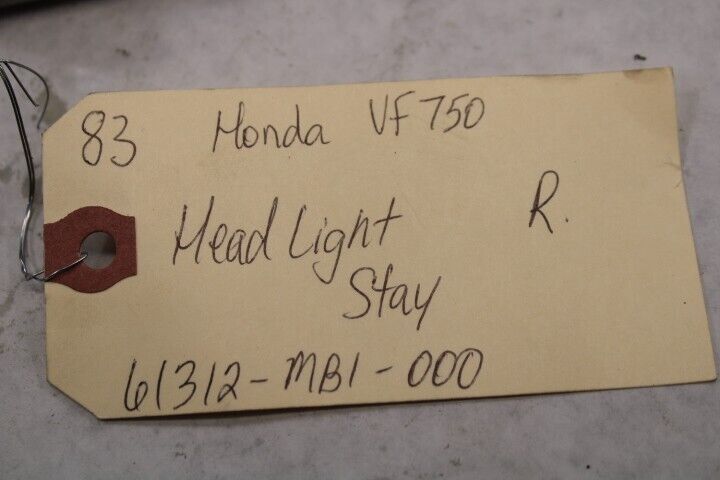 83 Honda VF750
Head Light R.
Stay
61312-MB1-000